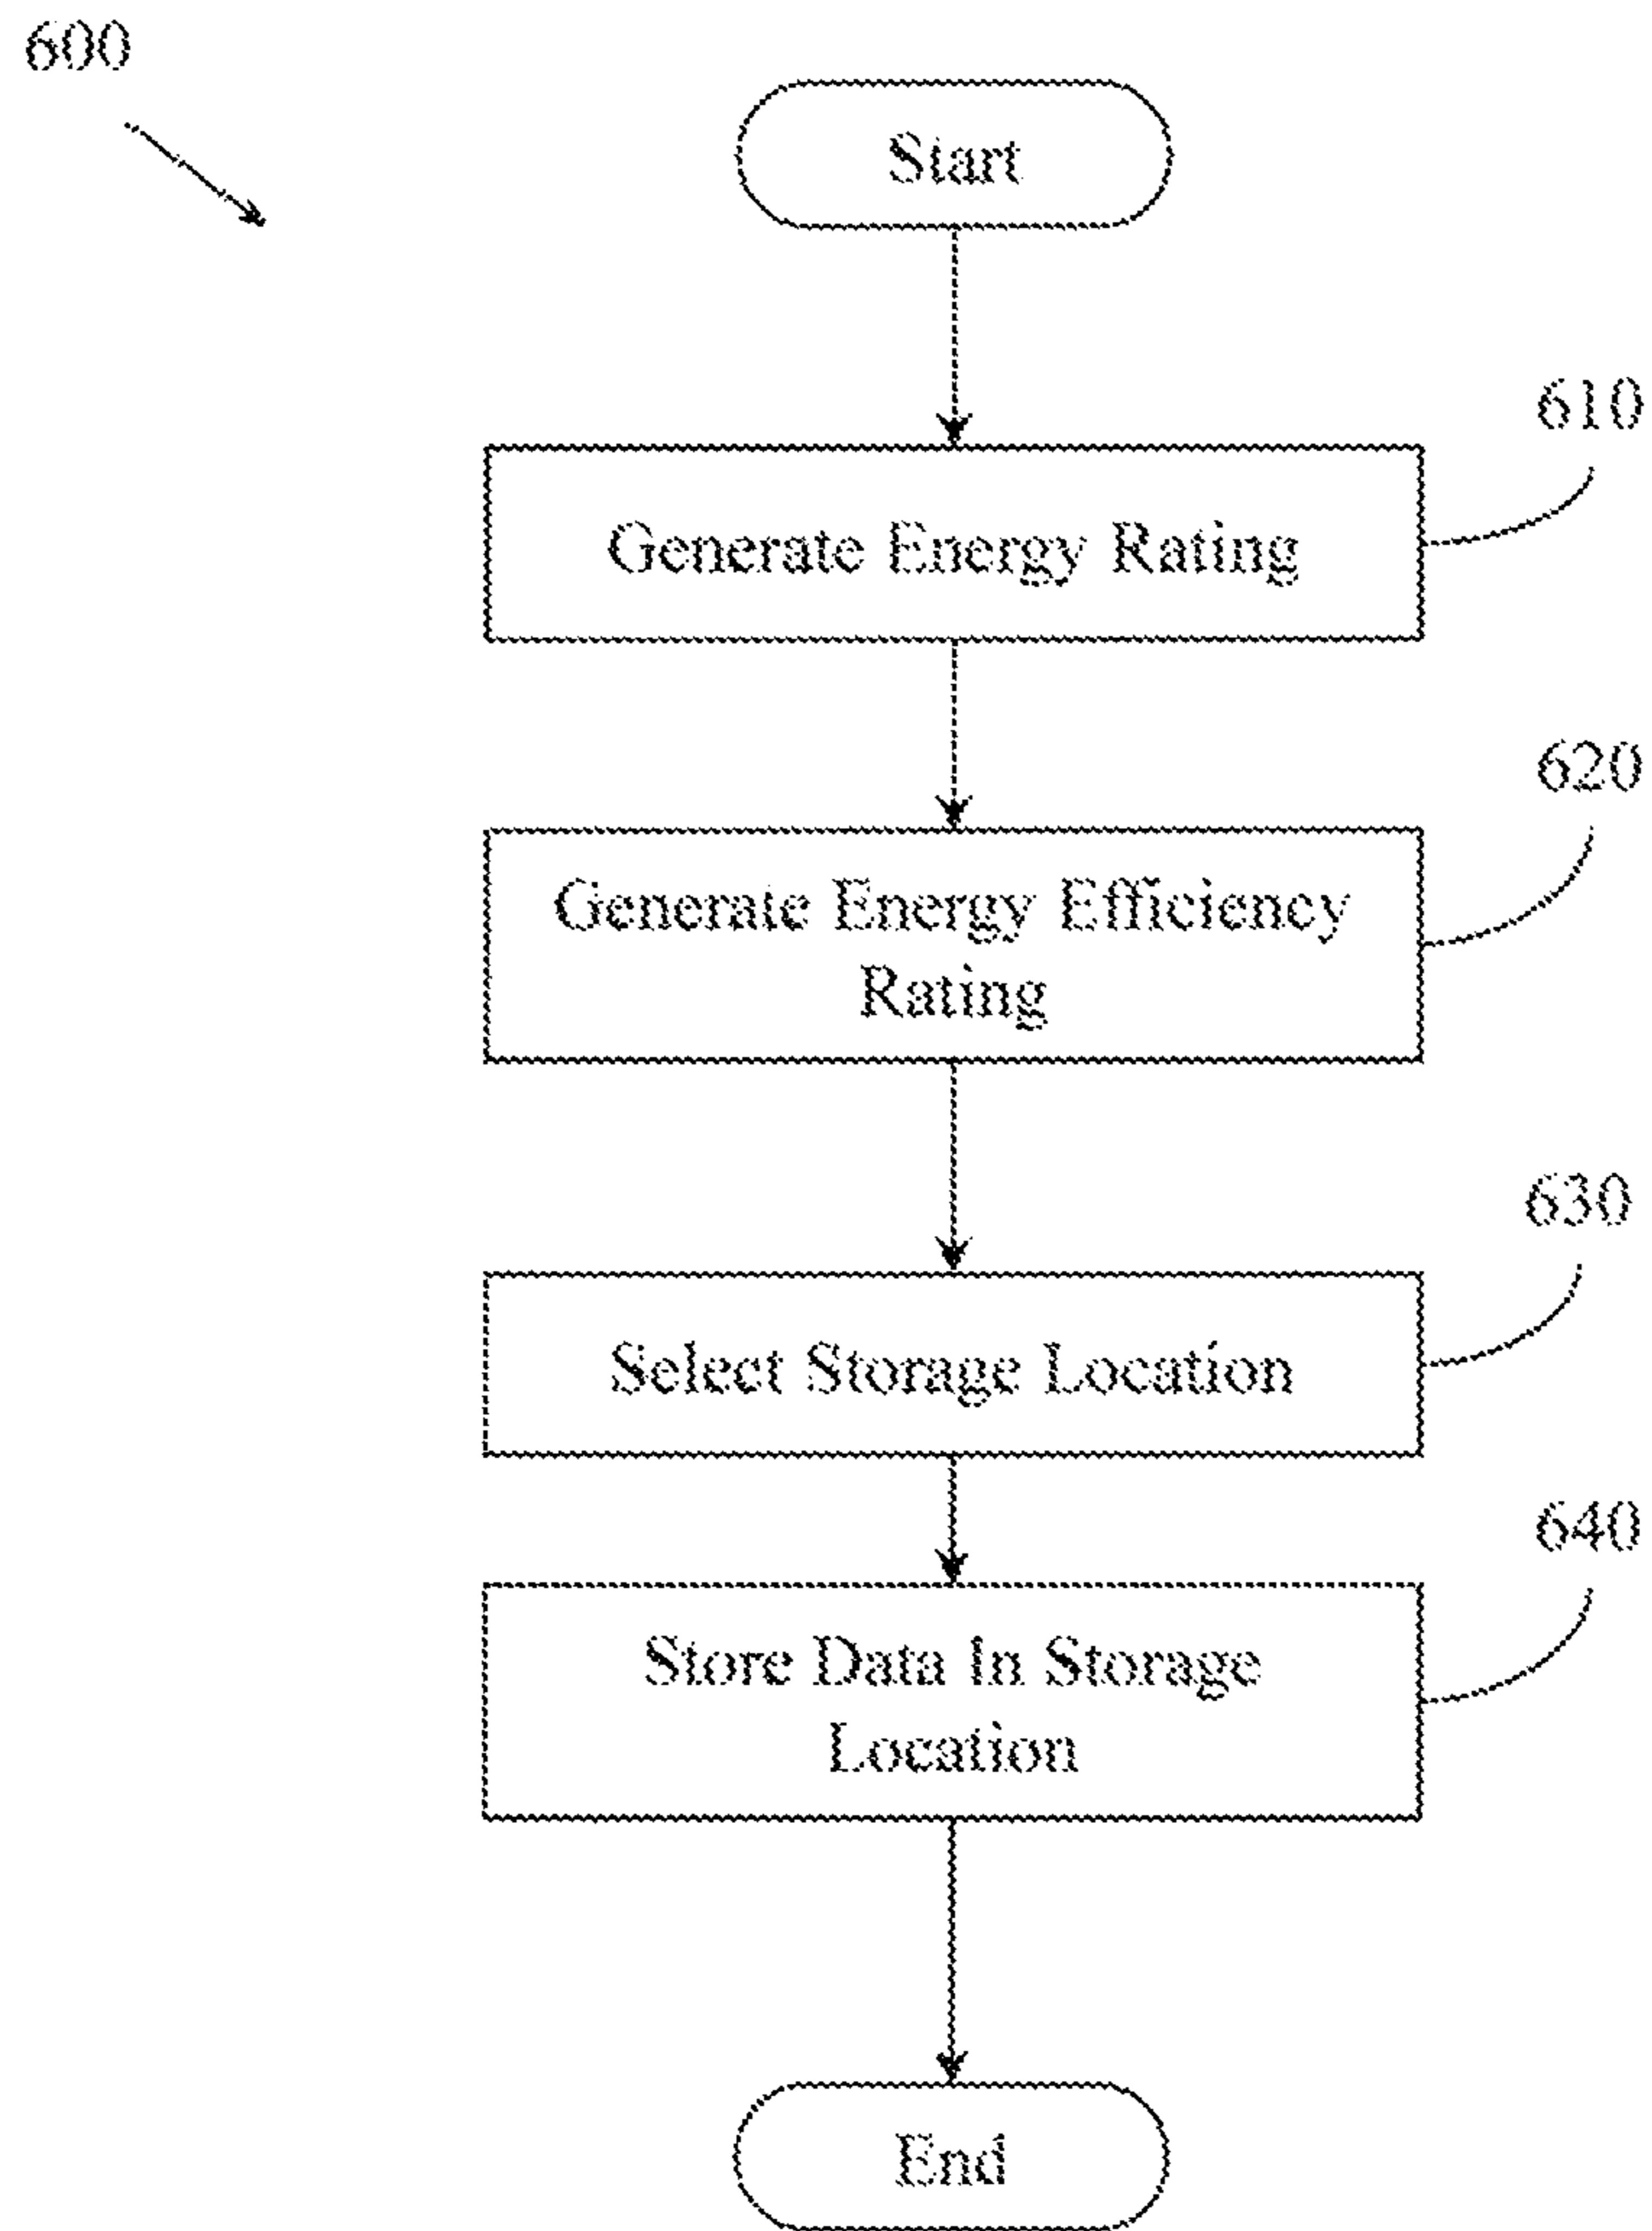 600
Start
610
Generate Energy Rating
620
Generate Energy Efficiency
Rating
630
Select Storage Location
640
Store Data In Storage
Location
End